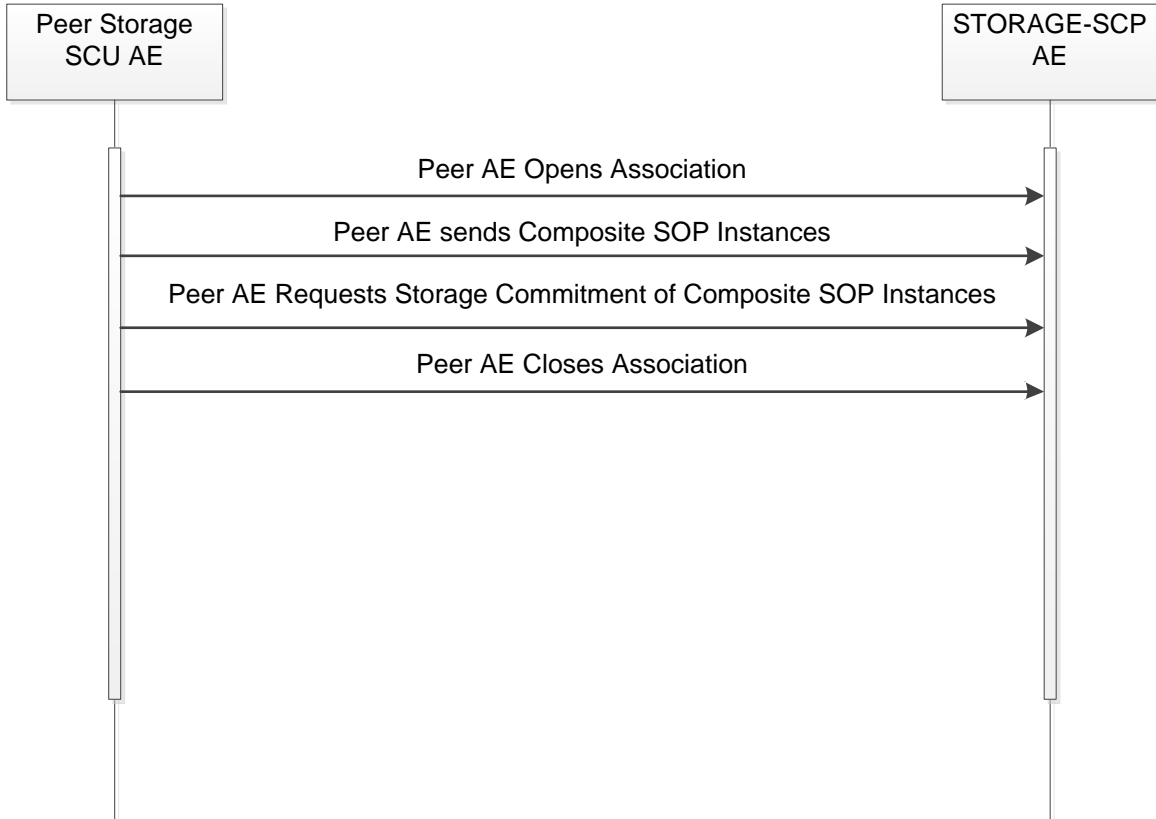 Peer Storage
SCU AE
STORAGE-SCP
AE
Peer AE Opens Association
Peer AE sends Composite SOP Instances
Peer AE Requests Storage Commitment of Composite SOP Instances
Peer AE Closes Association